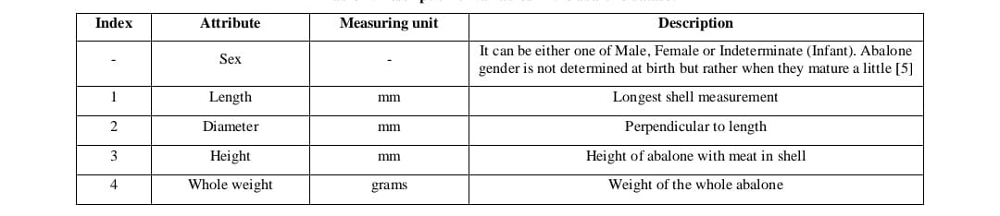 Index Attribute Measuring unit Description
- Sex - It can be either one of Male, Female or Indeterminate (Infant). Abalone
gender is not determined at birth but rather when they mature a little [5]
1 Length mm Longest shell measurement
2 Diameter mm Perpendicular to length
3 Height mm Height of abalone with meat in shell
4 Whole weight grams Weight of the whole abalone